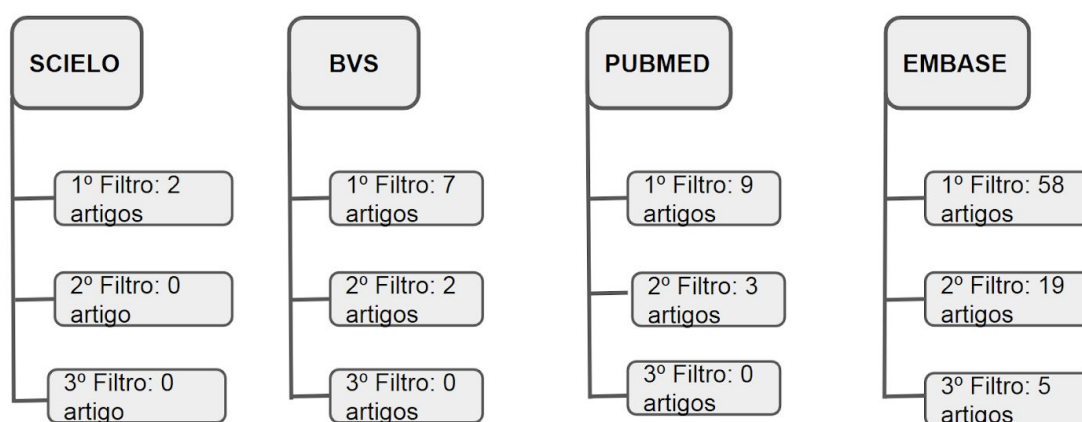 SCIELO
1º Filtro: 2
artigos
2º Filtro: 0
artigo
3º Filtro: 0
artigo
BVS
1º Filtro: 7
artigos
2º Filtro: 2
artigos
3º Filtro: 0
artigos
PUBMED
1º Filtro: 9
artigos
2º Filtro: 3
artigos
3º Filtro: 0
artigos
EMBASE
1º Filtro: 58
artigos
2º Filtro: 19
artigos
3º Filtro: 5
artigos